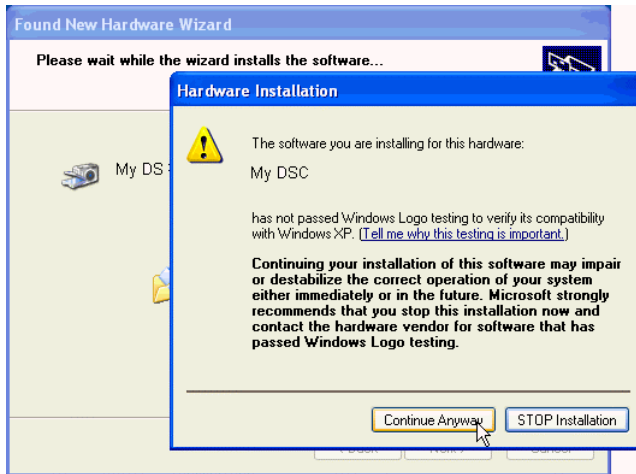 Found New Hardware Wizard
Please wait while the wizard installs the software...
Hardware Installation
My DS
The software you are installing for this hardware:
My DSC
has not passed Windows Logo testing to verify its compatibility
with Windows XP. (Tell me why this testing is important.)
Continuing your installation of this software may impair
or destabilize the correct operation of your system
either immediately or in the future. Microsoft strongly
recommends that you stop this installation now and
contact the hardware vendor for software that has
passed Windows Logo testing.
Continue Anyway
STOP Installation